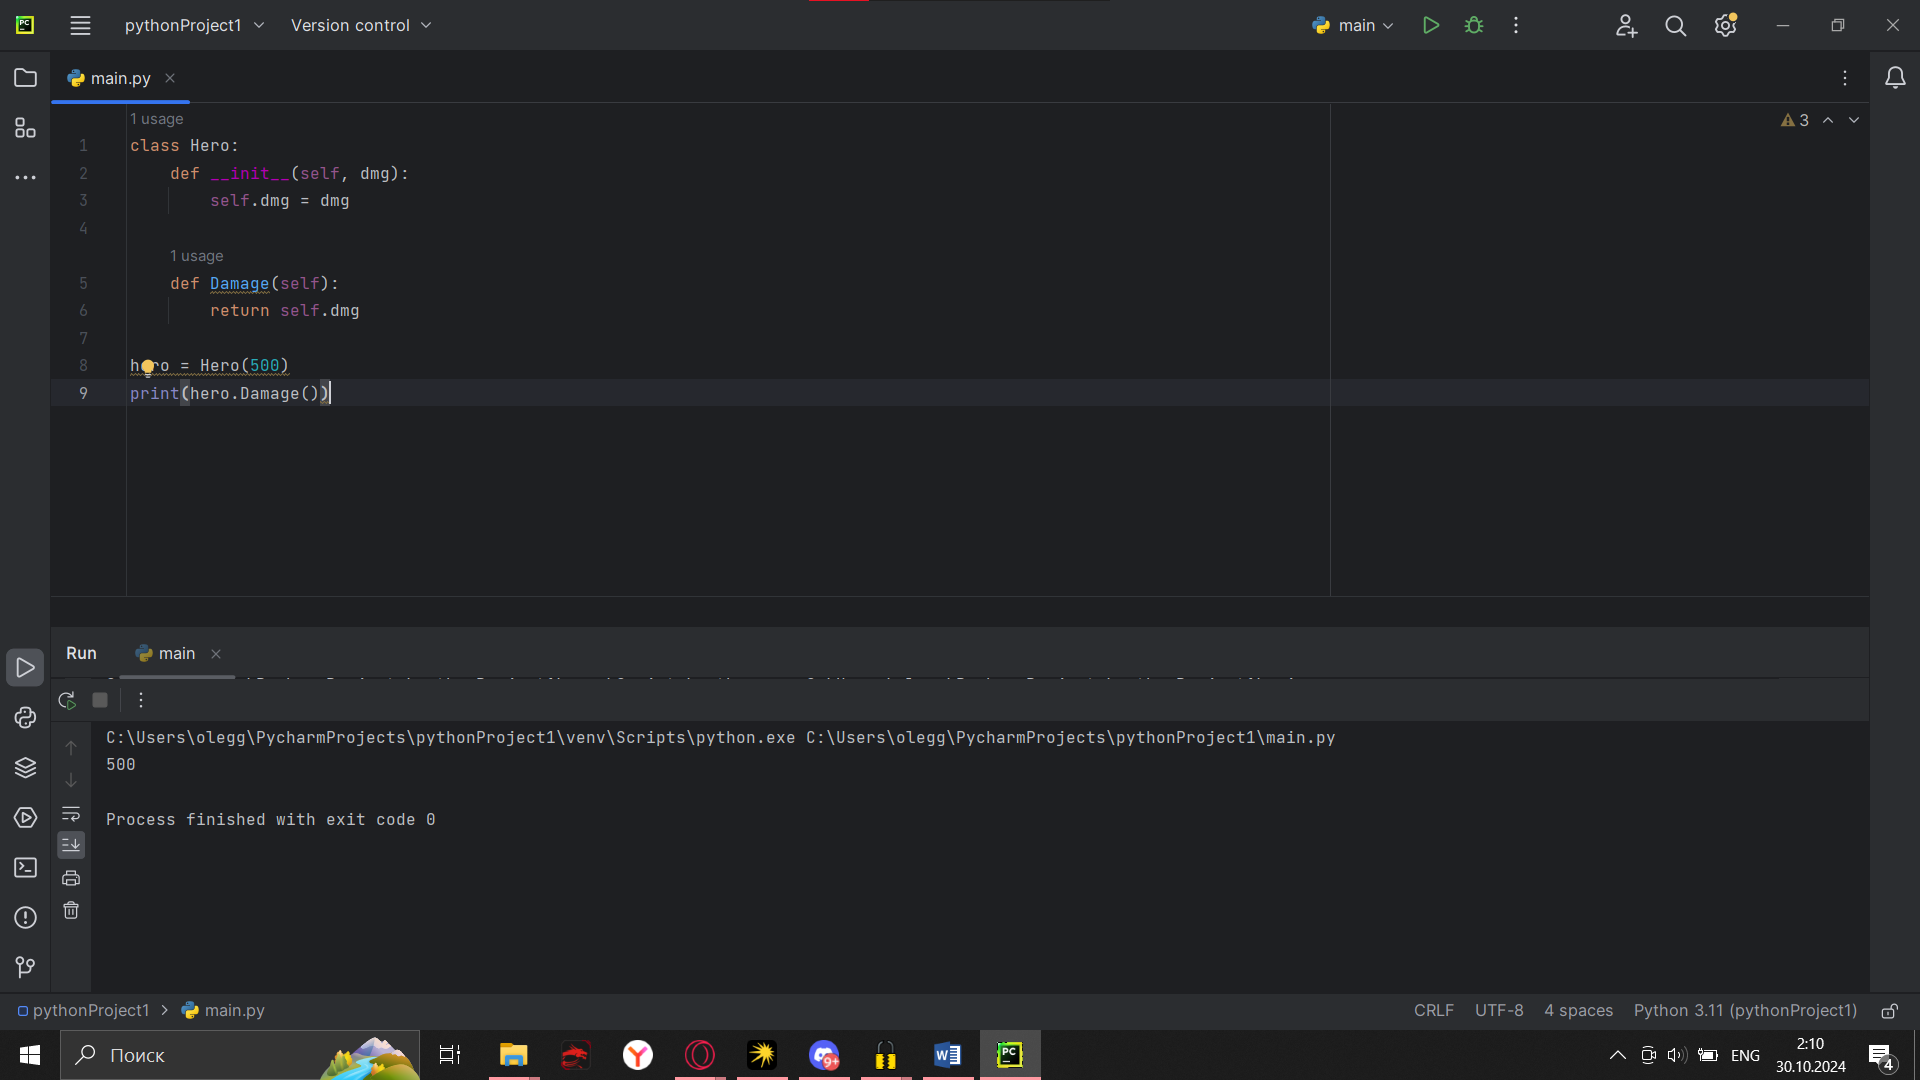 PC pythonProject1 Version control main
main.py
1 usage
3
1 class Hero:
2 def __init__(self, dmg):
3 self.dmg = dmg
4
1 usage
5 def Damage(self):
6 return self.dmg
7
8 hero = Hero(500)
9 print(hero.Damage())
Run main
C:\Users\olegg\PycharmProjects\pythonProject1\venv\Scripts\python.exe C:\Users\olegg\PycharmProjects\pythonProject1\main.py
500
Process finished with exit code 0
pythonProject1 main.py CRLF UTF-8 4 spaces Python 3.11 (pythonProject1)
Поиск 9+ W PC ENG 2:10
30.10.2024 4